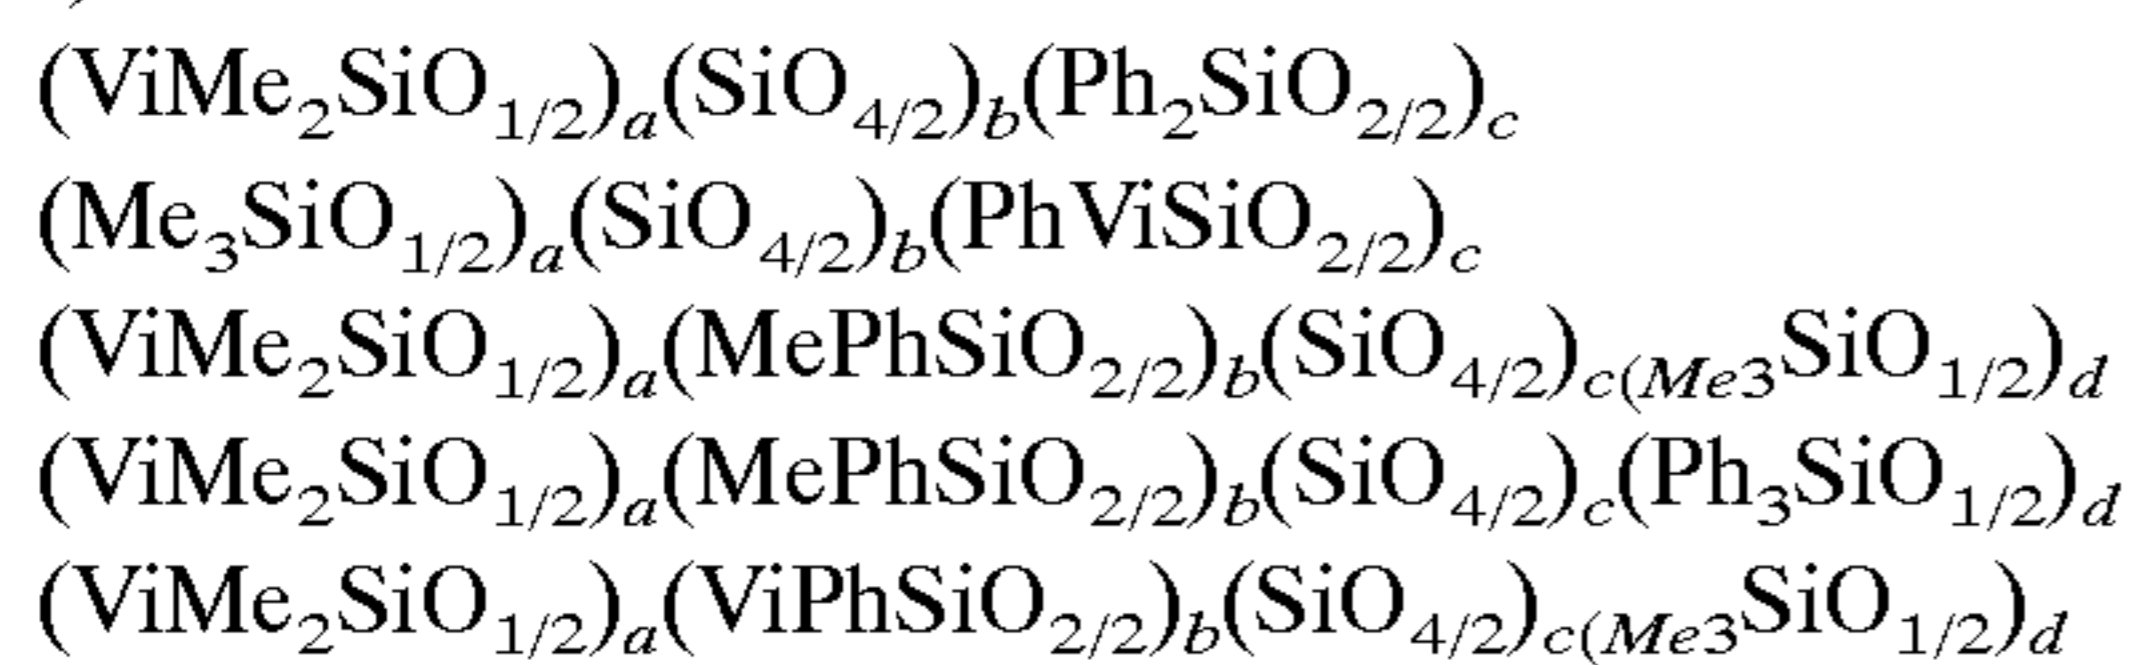 (ViMe₂SiO₁/₂)ₐ(SiO₄/₂)b(Ph₂SiO₂/₂)c
(Me₃SiO₁/₂)ₐ(SiO₄/₂)b(PhViSiO₂/₂)c
(ViMe₂SiO₁/₂)ₐ(MePhSiO₂/₂)b(SiO₄/₂)c(Me3SiO₁/₂)d
(ViMe₂SiO₁/₂)ₐ(MePhSiO₂/₂)b(SiO₄/₂)c(Ph₃SiO₁/₂)d
(ViMe₂SiO₁/₂)ₐ(ViPhSiO₂/₂)b(SiO₄/₂)c(Me3SiO₁/₂)d